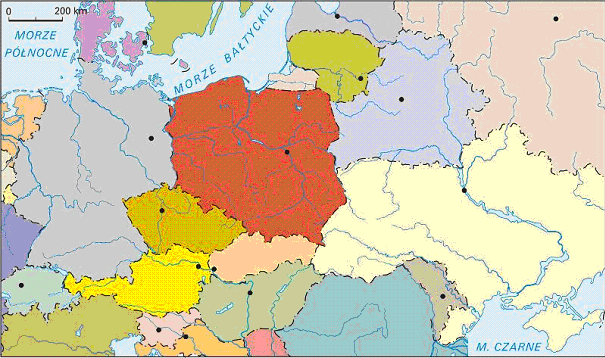 0 200 km
MORZE
PÓŁNOCNE
MORZE BAŁTYCKIE
M. CZARNE